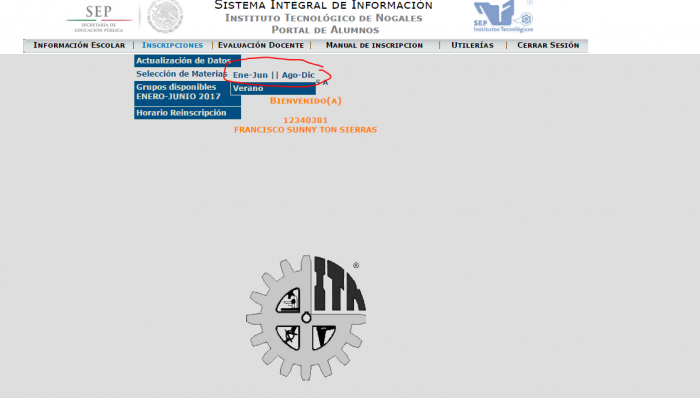 SEP
SECRETARÍA DE
EDUCACIÓN PÚBLICA
SISTEMA INTEGRAL DE INFORMACIÓN
INSTITUTO TECNOLÓGICO DE NOGALES
PORTAL DE ALUMNOS
SEP
Institutos Tecnológicos
INFORMACIÓN ESCOLAR | INSCRIPCIONES | EVALUACIÓN DOCENTE | MANUAL DE INSCRIPCION | UTILERÍAS | CERRAR SESIÓN
Actualización de Datos
Selección de Materias
Ene-Jun || Ago-Dic
Verano
Grupos disponibles
ENERO-JUNIO 2017
Horario Reinscripción
BIENVENIDO(A)
12340381
FRANCISCO SUNNY TON SIERRAS
ITN
®